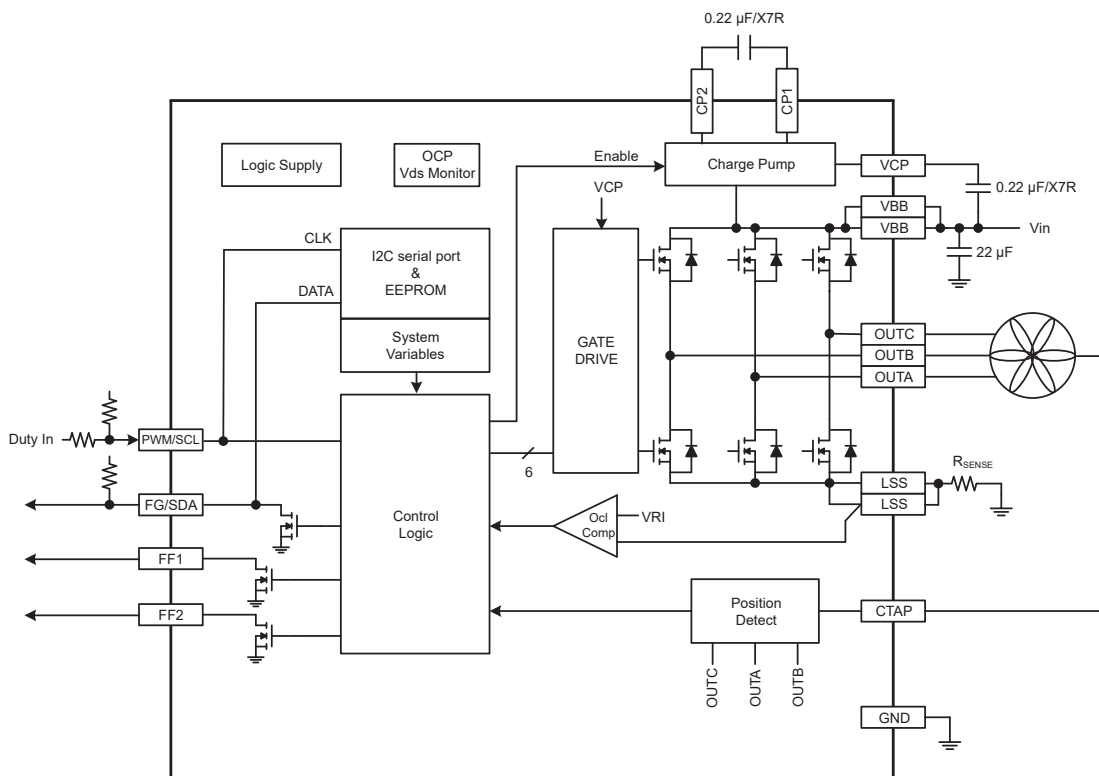 0.22 µF/X7R
CP2
CP1
Logic Supply
OCP
Vds Monitor
Enable
Charge Pump
VCP
0.22 µF/X7R
VCP
VBB
VBB
Vin
22 µF
CLK
I2C serial port
&
EEPROM
DATA
System
Variables
GATE
DRIVE
OUTC
OUTB
OUTA
Duty In
PWM/SCL
6
LSS
LSS
RSENSE
FG/SDA
Control
Logic
Ocl
Comp
VRI
FF1
FF2
Position
Detect
CTAP
OUTC
OUTA
OUTB
GND